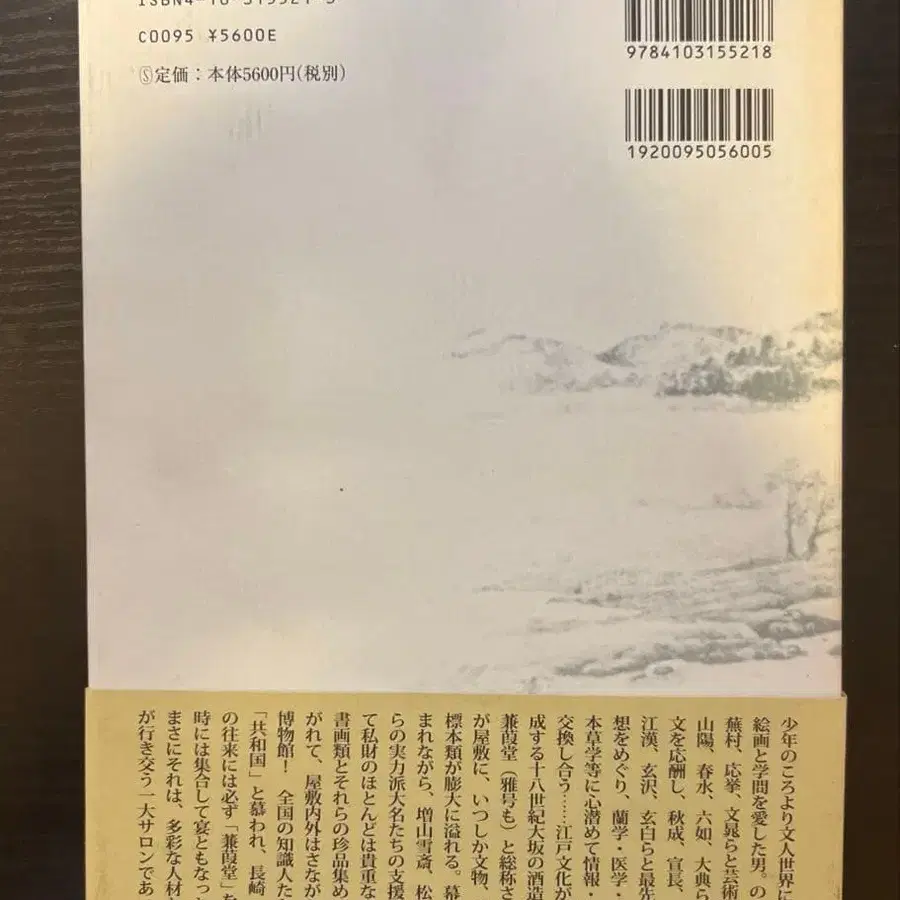 C0095 ¥5600E
Ⓢ定価：本体5600円(税別)
9784103155218
1920095056005
少年のころより文人世界に
絵画と学問を愛した男。の
蕪村、応挙、文晁らと芸術
山陽、春水、六如、大典ら
文を応酬し、秋成、宣長、
江漢、玄沢、玄白らと最先
想をめぐり、蘭学・医学・
本草学等に心潜めて情報・
交換し合う……江戸文化が
成する十八世紀大坂の酒造
蒹葭堂（雅号も）と総称さ
が屋敷に、いつしか文物、
標本類が膨大に溢れる。幕
まれながら、増山雪斎、松
らの実力派大名たちの支援
て私財のほとんどは貴重な
書画類とそれらの珍品集め
がれて、屋敷内外はさなが
博物館！　全国の知識人た
「共和国」と慕われ、長崎
の往来には必ず「蒹葭堂」を
時には集合して宴ともなっ
まさにそれは、多彩な人材
が行き交う一大サロンであ